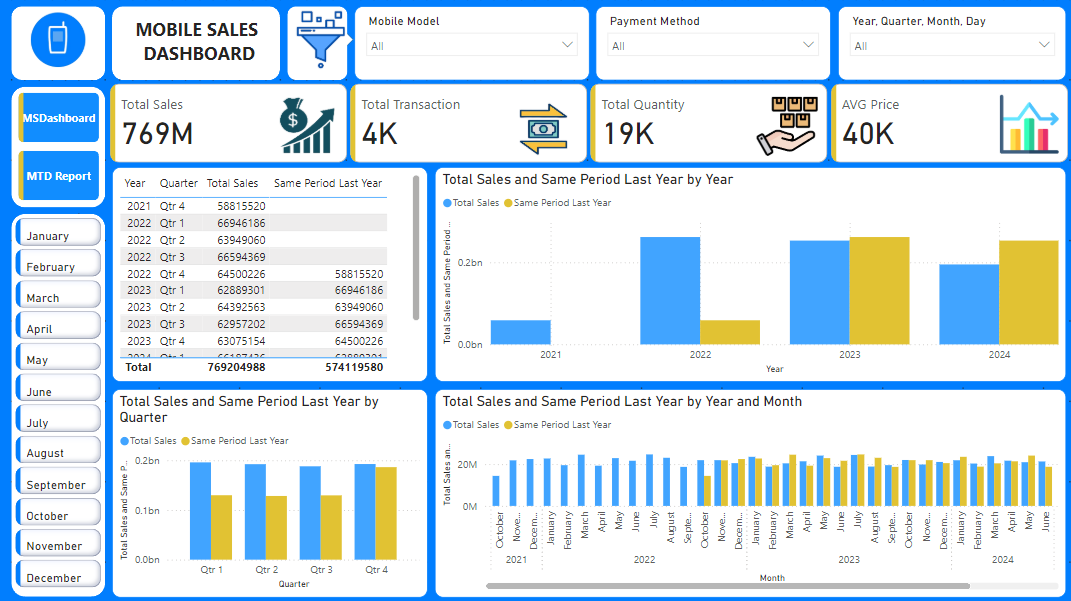 MOBILE SALES
DASHBOARD
Mobile Model
All
Payment Method
All
Year, Quarter, Month, Day
All
MSDashboard
MTD Report
Total Sales
769M
Total Transaction
4K
Total Quantity
19K
AVG Price
40K
January
February
March
April
May
June
July
August
September
October
November
December
Year Quarter Total Sales Same Period Last Year
2021 Qtr 4 58815520
2022 Qtr 1 66946186
2022 Qtr 2 63949060
2022 Qtr 3 66594369
2022 Qtr 4 64500226 58815520
2023 Qtr 1 62889301 66946186
2023 Qtr 2 64392563 63949060
2023 Qtr 3 62957202 66594369
2023 Qtr 4 63075154 64500226
2024 Qtr 1 66187436 62889301
Total 769204988 574119580
Total Sales and Same Period Last Year by Year
Total Sales Same Period Last Year
Total Sales and Same Period ...
0.2bn
0.0bn
2021 2022 2023 2024
Year
Total Sales and Same Period Last Year by
Quarter
Total Sales Same Period Last Year
Total Sales and Same P...
0.2bn
0.1bn
0.0bn
Qtr 1 Qtr 2 Qtr 3 Qtr 4
Quarter
Total Sales and Same Period Last Year by Year and Month
Total Sales Same Period Last Year
Total Sales an...
20M
0M
October Nove... Decem... January February March April May June July August Septe... October Nove... Decem... January February March April May June July August Septe... October Nove... Decem... January February March April May June
2021 2022 2023 2024
Month